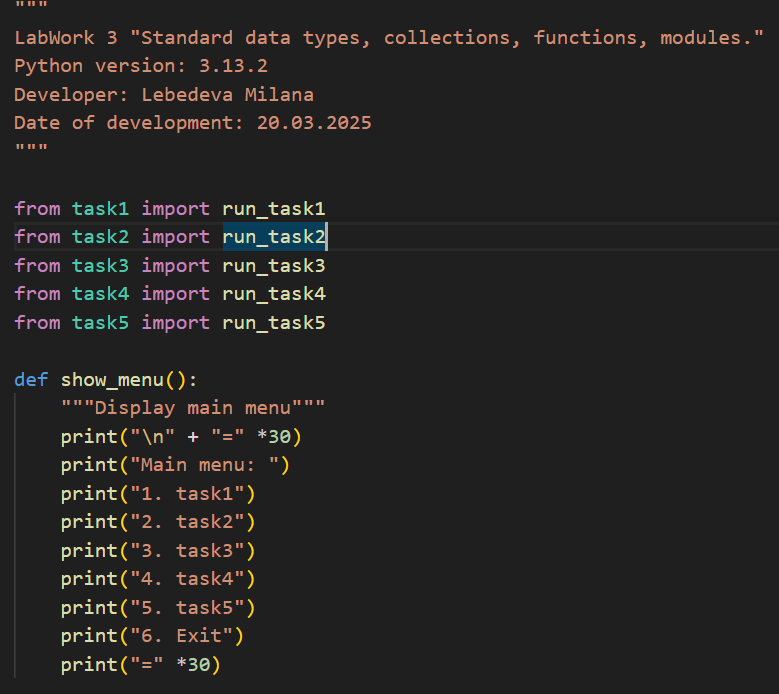 """
LabWork 3 "Standard data types, collections, functions, modules."
Python version: 3.13.2
Developer: Lebedeva Milana
Date of development: 20.03.2025
"""
from task1 import run_task1
from task2 import run_task2
from task3 import run_task3
from task4 import run_task4
from task5 import run_task5
def show_menu():
    """Display main menu"""
    print("\n" + "=" *30)
    print("Main menu: ")
    print("1. task1")
    print("2. task2")
    print("3. task3")
    print("4. task4")
    print("5. task5")
    print("6. Exit")
    print("=" *30)